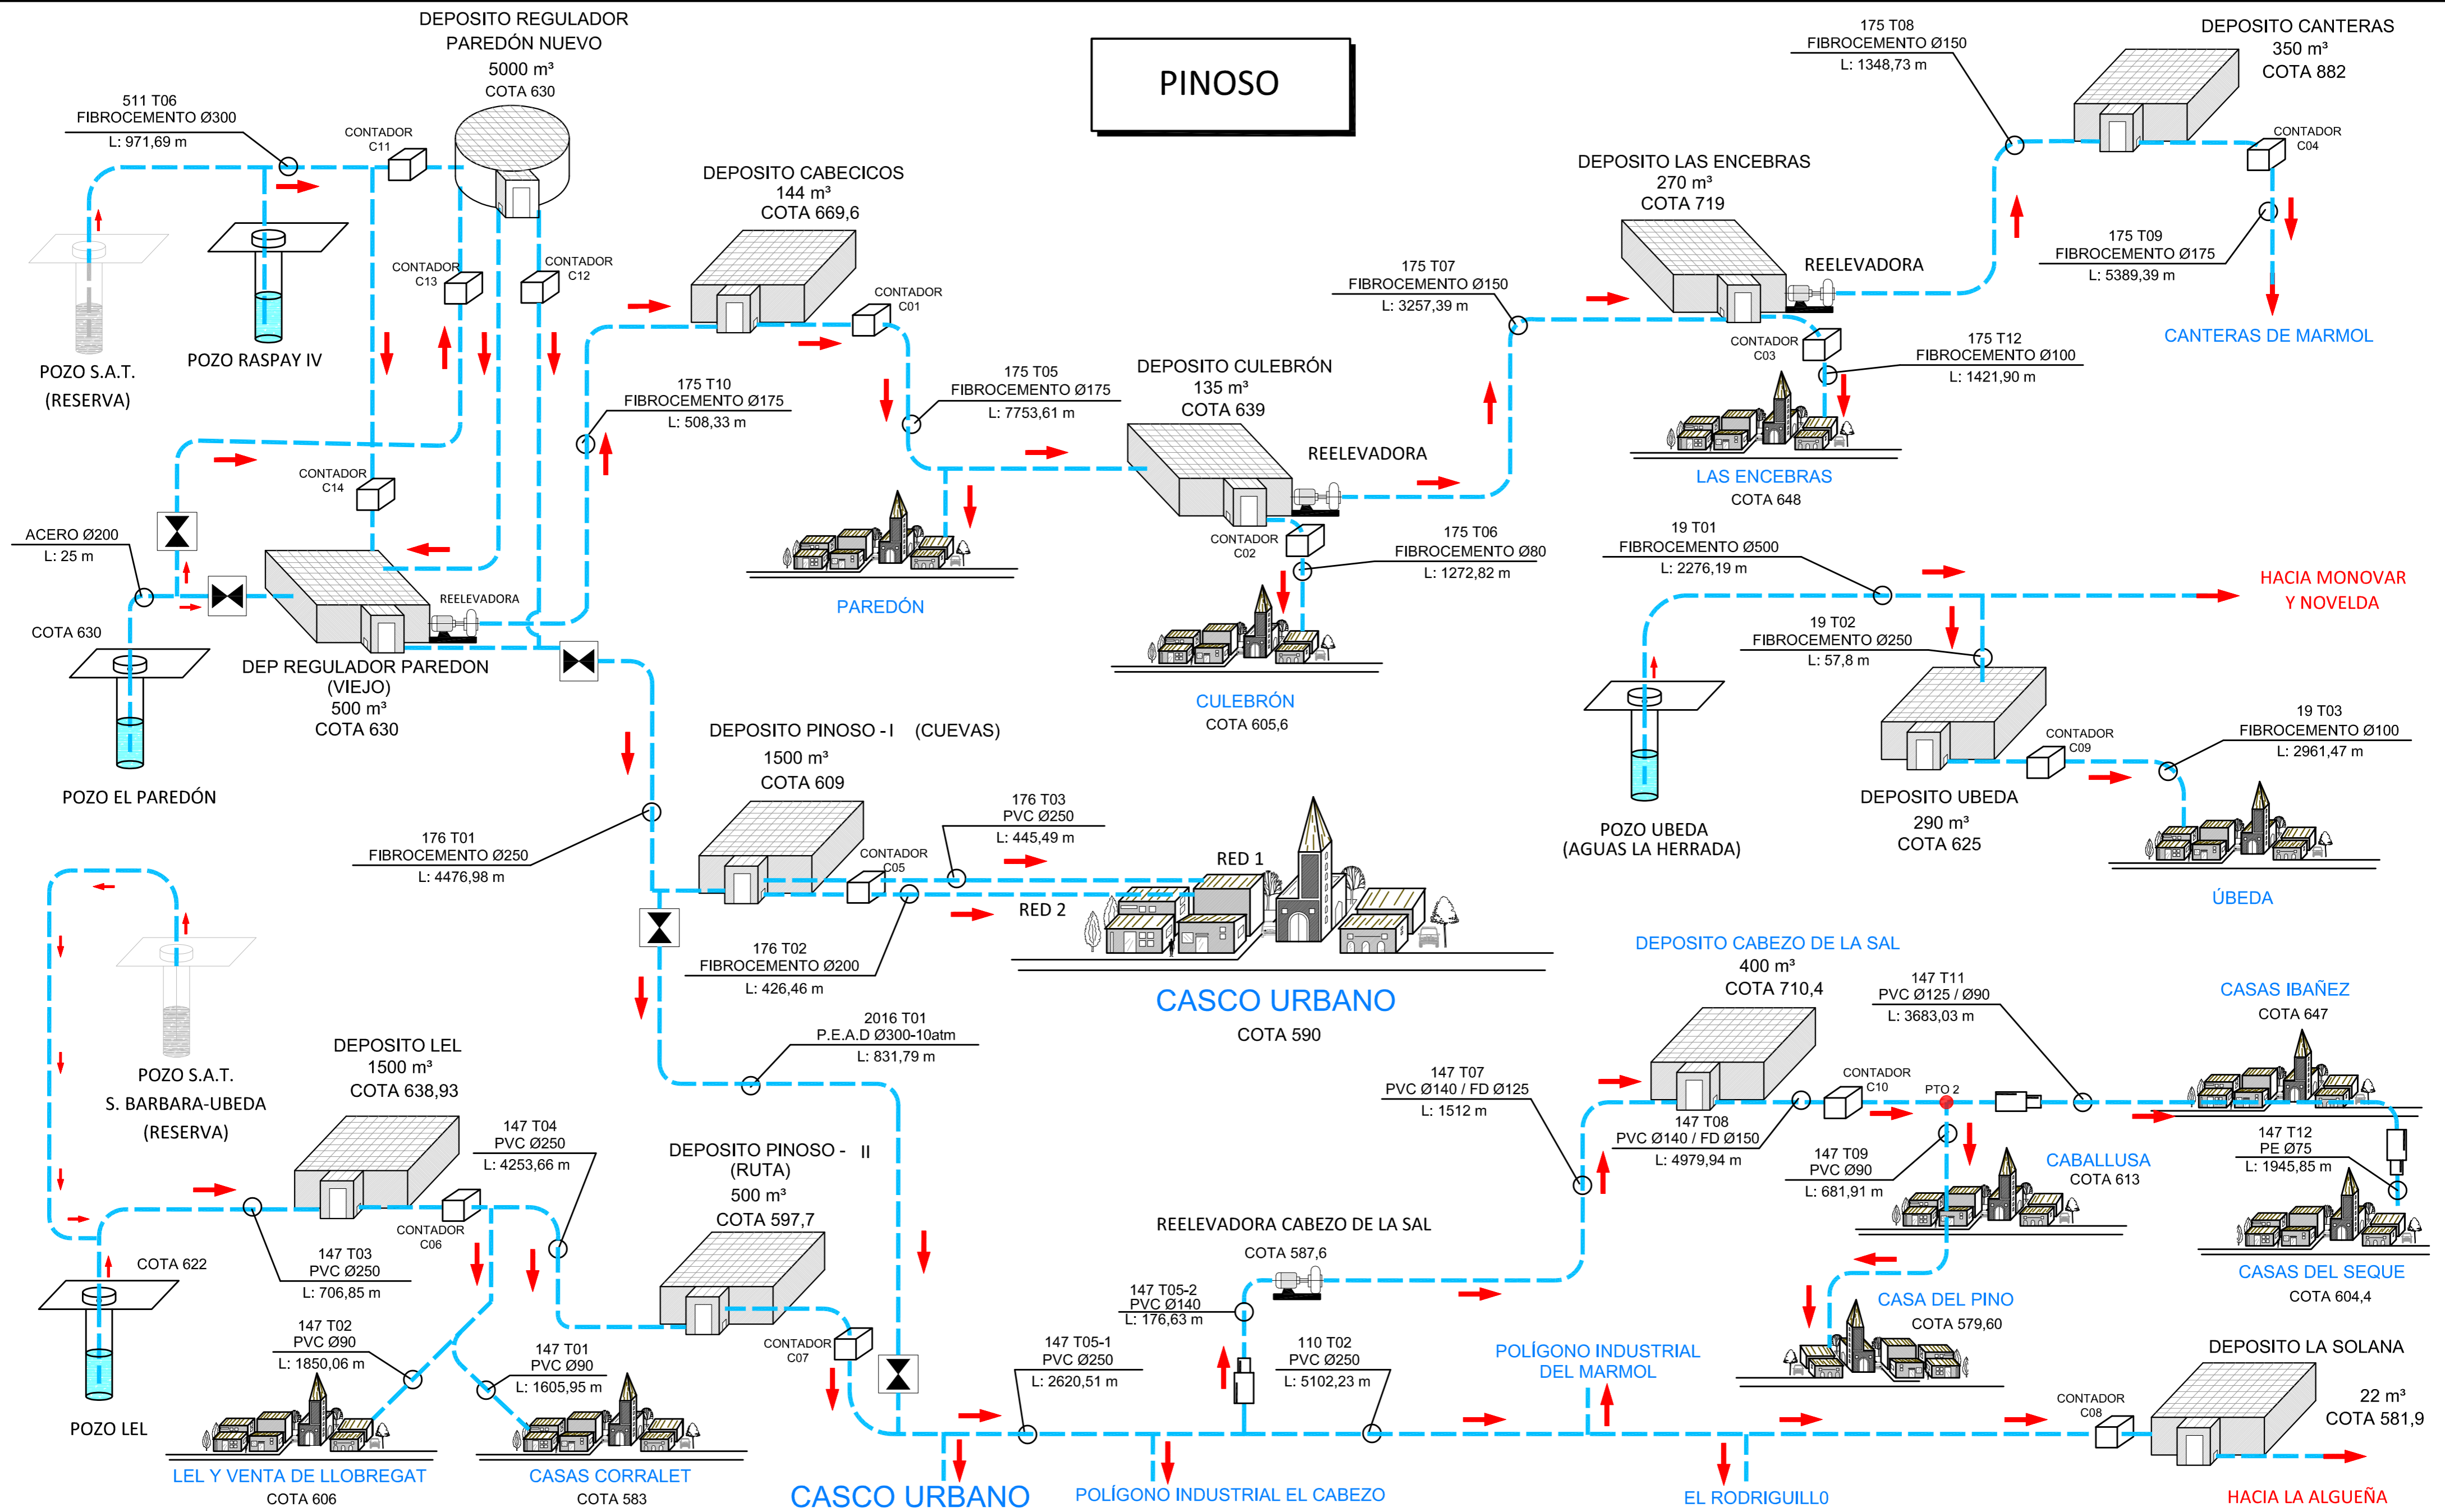 PINOSO
DEPOSITO REGULADOR
PAREDÓN NUEVO
5000 m³
COTA 630
511 T06
FIBROCEMENTO Ø300
L: 971,69 m
CONTADOR
C11
POZO S.A.T.
(RESERVA)
POZO RASPAY IV
CONTADOR
C13
CONTADOR
C12
CONTADOR
C14
ACERO Ø200
L: 25 m
COTA 630
POZO EL PAREDÓN
REELEVADORA
DEP REGULADOR PAREDON
(VIEJO)
500 m³
COTA 630
DEPOSITO CABECICOS
144 m³
COTA 669,6
CONTADOR
C01
175 T10
FIBROCEMENTO Ø175
L: 508,33 m
175 T05
FIBROCEMENTO Ø175
L: 7753,61 m
PAREDÓN
DEPOSITO CULEBRÓN
135 m³
COTA 639
REELEVADORA
CONTADOR
C02
175 T06
FIBROCEMENTO Ø80
L: 1272,82 m
CULEBRÓN
COTA 605,6
175 T07
FIBROCEMENTO Ø150
L: 3257,39 m
DEPOSITO LAS ENCEBRAS
270 m³
COTA 719
REELEVADORA
CONTADOR
C03
175 T12
FIBROCEMENTO Ø100
L: 1421,90 m
LAS ENCEBRAS
COTA 648
175 T08
FIBROCEMENTO Ø150
L: 1348,73 m
DEPOSITO CANTERAS
350 m³
COTA 882
CONTADOR
C04
175 T09
FIBROCEMENTO Ø175
L: 5389,39 m
CANTERAS DE MARMOL
19 T01
FIBROCEMENTO Ø500
L: 2276,19 m
HACIA MONOVAR
Y NOVELDA
19 T02
FIBROCEMENTO Ø250
L: 57,8 m
POZO UBEDA
(AGUAS LA HERRADA)
DEPOSITO UBEDA
290 m³
COTA 625
CONTADOR
C09
19 T03
FIBROCEMENTO Ø100
L: 2961,47 m
ÚBEDA
176 T01
FIBROCEMENTO Ø250
L: 4476,98 m
DEPOSITO PINOSO - I (CUEVAS)
1500 m³
COTA 609
CONTADOR
C05
176 T03
PVC Ø250
L: 445,49 m
RED 1
RED 2
176 T02
FIBROCEMENTO Ø200
L: 426,46 m
CASCO URBANO
COTA 590
2016 T01
P.E.A.D Ø300-10atm
L: 831,79 m
POZO S.A.T.
S. BARBARA-UBEDA
(RESERVA)
COTA 622
POZO LEL
147 T03
PVC Ø250
L: 706,85 m
DEPOSITO LEL
1500 m³
COTA 638,93
CONTADOR
C06
147 T04
PVC Ø250
L: 4253,66 m
147 T02
PVC Ø90
L: 1850,06 m
147 T01
PVC Ø90
L: 1605,95 m
LEL Y VENTA DE LLOBREGAT
COTA 606
CASAS CORRALET
COTA 583
DEPOSITO PINOSO - II
(RUTA)
500 m³
COTA 597,7
CONTADOR
C07
CASCO URBANO
147 T05-1
PVC Ø250
L: 2620,51 m
POLÍGONO INDUSTRIAL EL CABEZO
147 T05-2
PVC Ø140
L: 176,63 m
REELEVADORA CABEZO DE LA SAL
COTA 587,6
110 T02
PVC Ø250
L: 5102,23 m
147 T07
PVC Ø140 / FD Ø125
L: 1512 m
DEPOSITO CABEZO DE LA SAL
400 m³
COTA 710,4
147 T08
PVC Ø140 / FD Ø150
L: 4979,94 m
CONTADOR
C10
PTO 2
147 T11
PVC Ø125 / Ø90
L: 3683,03 m
CASAS IBAÑEZ
COTA 647
147 T09
PVC Ø90
L: 681,91 m
CABALLUSA
COTA 613
147 T12
PE Ø75
L: 1945,85 m
CASAS DEL SEQUE
COTA 604,4
CASA DEL PINO
COTA 579,60
POLÍGONO INDUSTRIAL
DEL MARMOL
EL RODRIGUILL0
CONTADOR
C08
DEPOSITO LA SOLANA
22 m³
COTA 581,9
HACIA LA ALGUEÑA